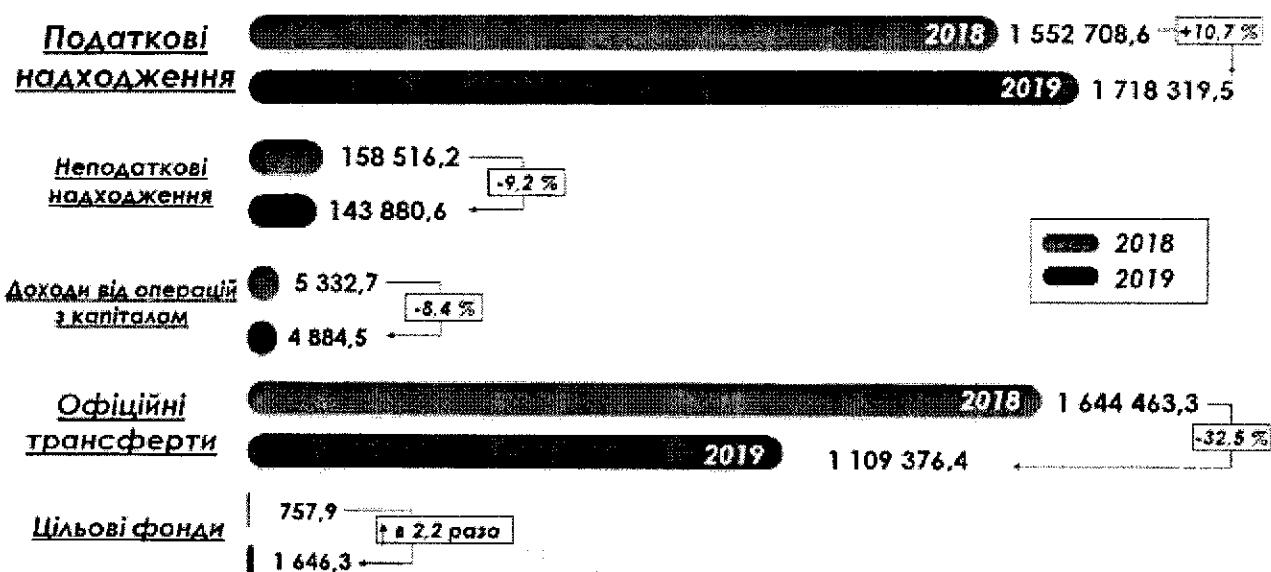 Податкові
надходження
2018 1 552 708,6 +10,7 %
2019 1 718 319,5
Неподаткові
надходження
158 516,2
-9,2 %
143 880,6
2018
2019
Доходи від операцій
з капіталом
5 332,7
-8,4 %
4 884,5
Офіційні
трансферти
2018 1 644 463,3
-32,5 %
2019 1 109 376,4
Цільові фонди
757,9
в 2,2 раза
1 646,3